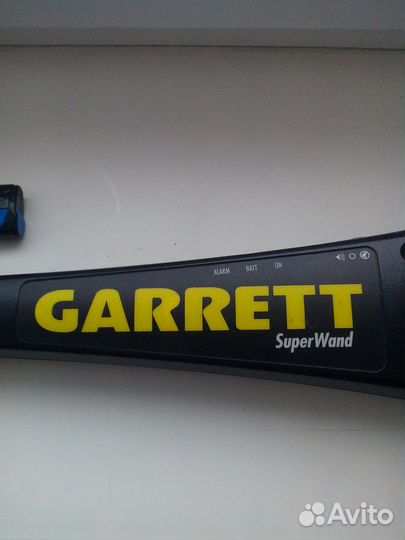 ALARM BATT ON
GARRETT
SuperWand
Avito